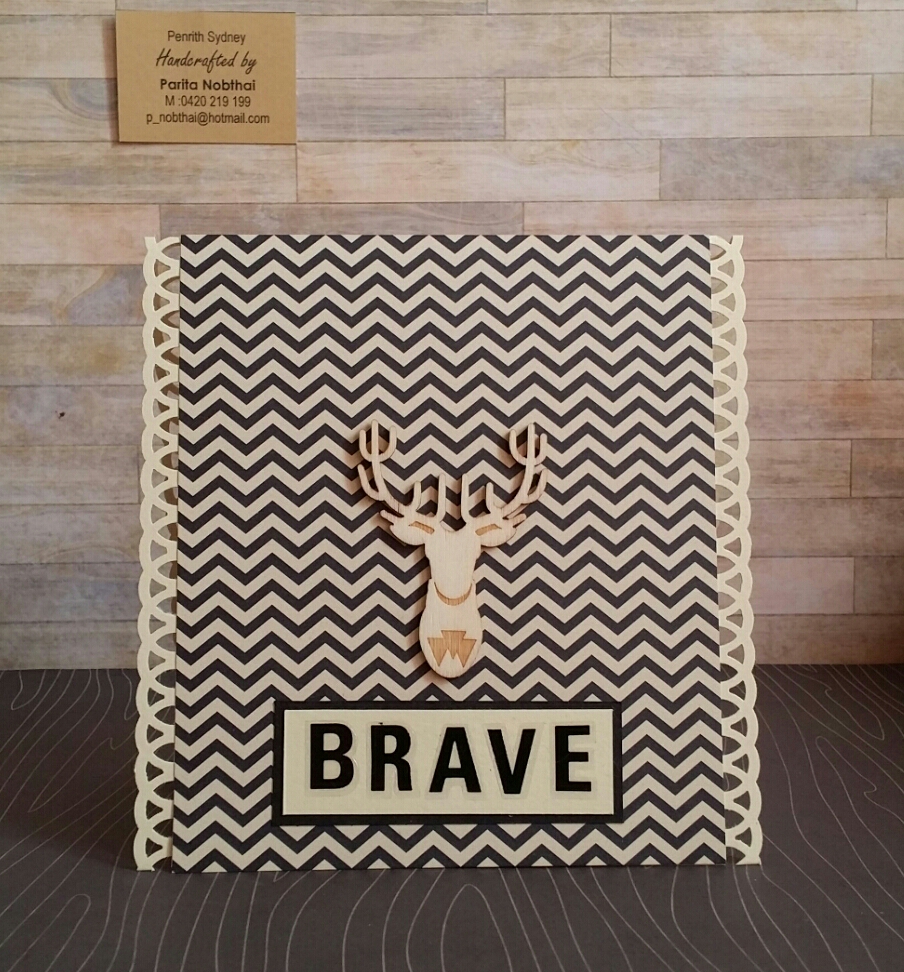 Penrith Sydney
Handcrafted by
Parita Nobthai
M :0420 219 199
p_nobthai@hotmail.com
BRAVE